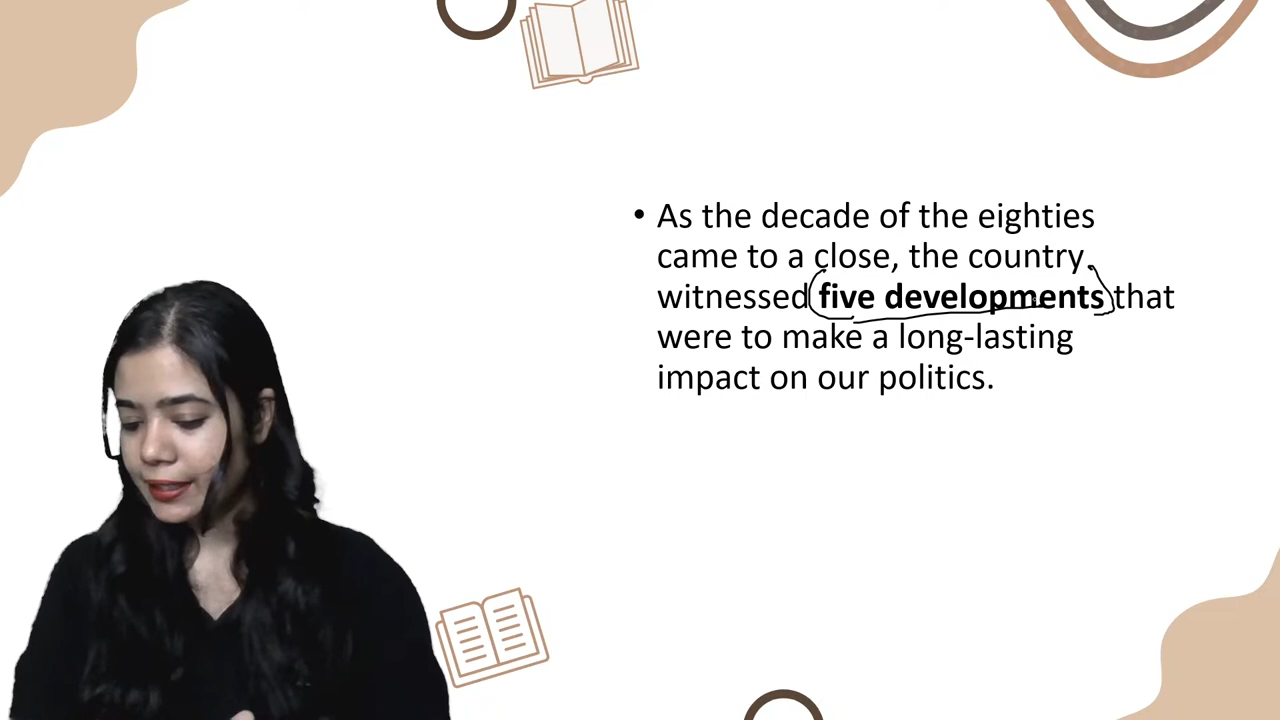 • As the decade of the eighties
came to a close, the country
witnessed five developments that
were to make a long-lasting
impact on our politics.